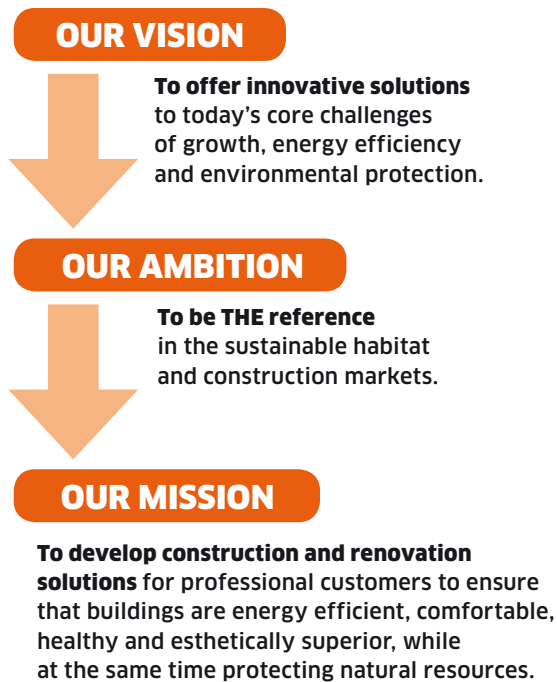 OUR VISION
To offer innovative solutions
to today's core challenges
of growth, energy efficiency
and environmental protection.
OUR AMBITION
To be THE reference
in the sustainable habitat
and construction markets.
OUR MISSION
To develop construction and renovation
solutions for professional customers to ensure
that buildings are energy efficient, comfortable,
healthy and esthetically superior, while
at the same time protecting natural resources.